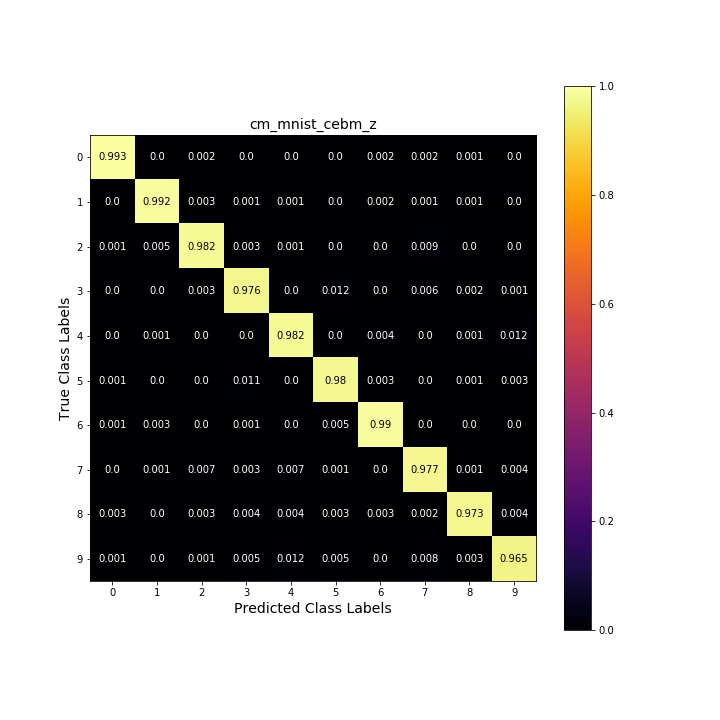 cm_mnist_cebm_z
1.0
0.8
0.6
0.4
0.2
0.0
True Class Labels
0 0.993 0.0 0.002 0.0 0.0 0.0 0.002 0.002 0.001 0.0
1 0.0 0.992 0.003 0.001 0.001 0.0 0.002 0.001 0.001 0.0
2 0.001 0.005 0.982 0.003 0.001 0.0 0.0 0.009 0.0 0.0
3 0.0 0.0 0.003 0.976 0.0 0.012 0.0 0.006 0.002 0.001
4 0.0 0.001 0.0 0.0 0.982 0.0 0.004 0.0 0.001 0.012
5 0.001 0.0 0.0 0.011 0.0 0.98 0.003 0.0 0.001 0.003
6 0.001 0.003 0.0 0.001 0.0 0.005 0.99 0.0 0.0 0.0
7 0.0 0.001 0.007 0.003 0.007 0.001 0.0 0.977 0.001 0.004
8 0.003 0.0 0.003 0.004 0.004 0.003 0.003 0.002 0.973 0.004
9 0.001 0.0 0.001 0.005 0.012 0.005 0.0 0.008 0.003 0.965
0 1 2 3 4 5 6 7 8 9
Predicted Class Labels